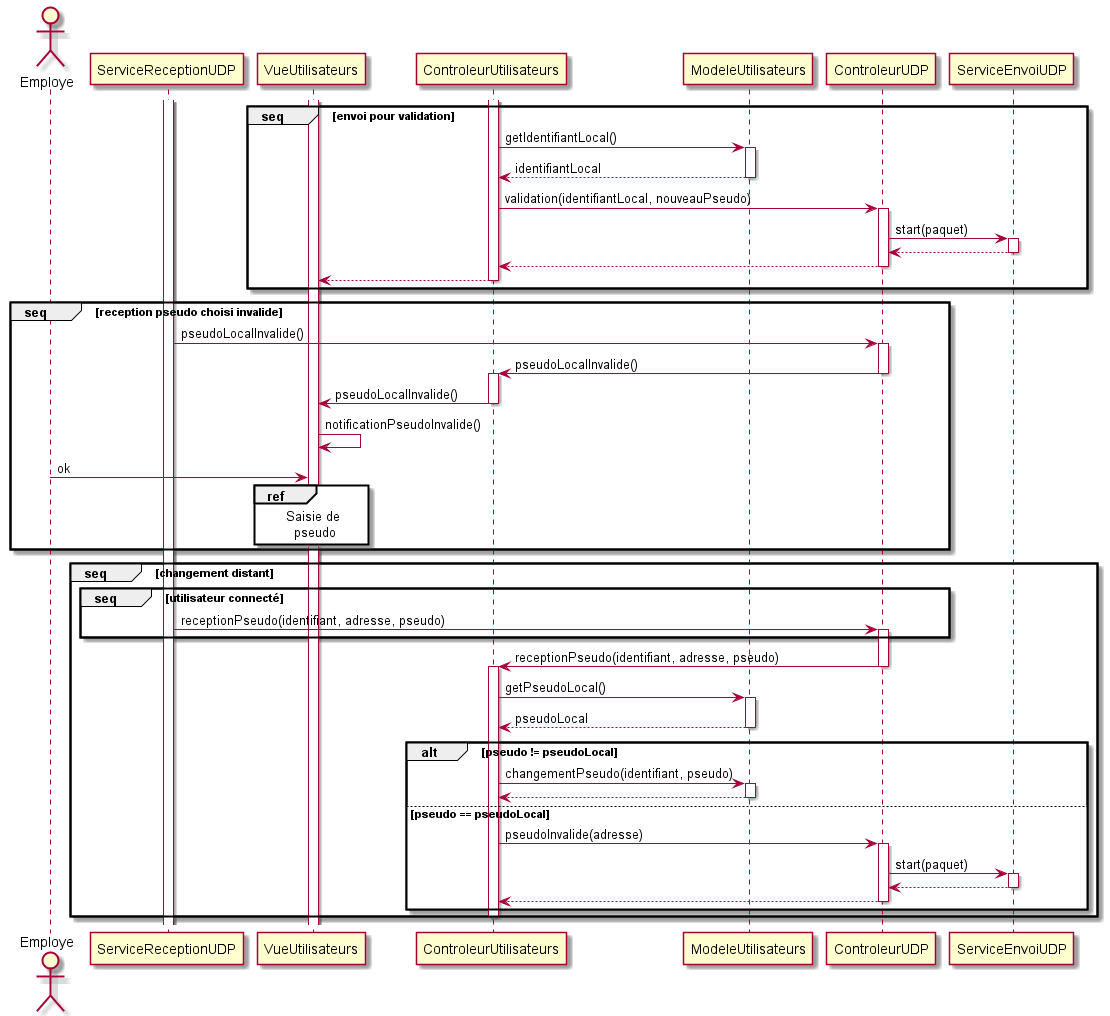 Employe
ServiceReceptionUDP
VueUtilisateurs
ControleurUtilisateurs
ModeleUtilisateurs
ControleurUDP
ServiceEnvoiUDP
seq
[envoi pour validation]
getIdentifiantLocal()
identifiantLocal
validation(identifiantLocal, nouveauPseudo)
start(paquet)
seq
[reception pseudo choisi invalide]
pseudoLocalInvalide()
pseudoLocalInvalide()
pseudoLocalInvalide()
notificationPseudoInvalide()
ok
ref
Saisie de
pseudo
seq
[changement distant]
seq
[utilisateur connecté]
receptionPseudo(identifiant, adresse, pseudo)
receptionPseudo(identifiant, adresse, pseudo)
getPseudoLocal()
pseudoLocal
alt
[pseudo != pseudoLocal]
changementPseudo(identifiant, pseudo)
[pseudo == pseudoLocal]
pseudoInvalide(adresse)
start(paquet)
Employe
ServiceReceptionUDP
VueUtilisateurs
ControleurUtilisateurs
ModeleUtilisateurs
ControleurUDP
ServiceEnvoiUDP